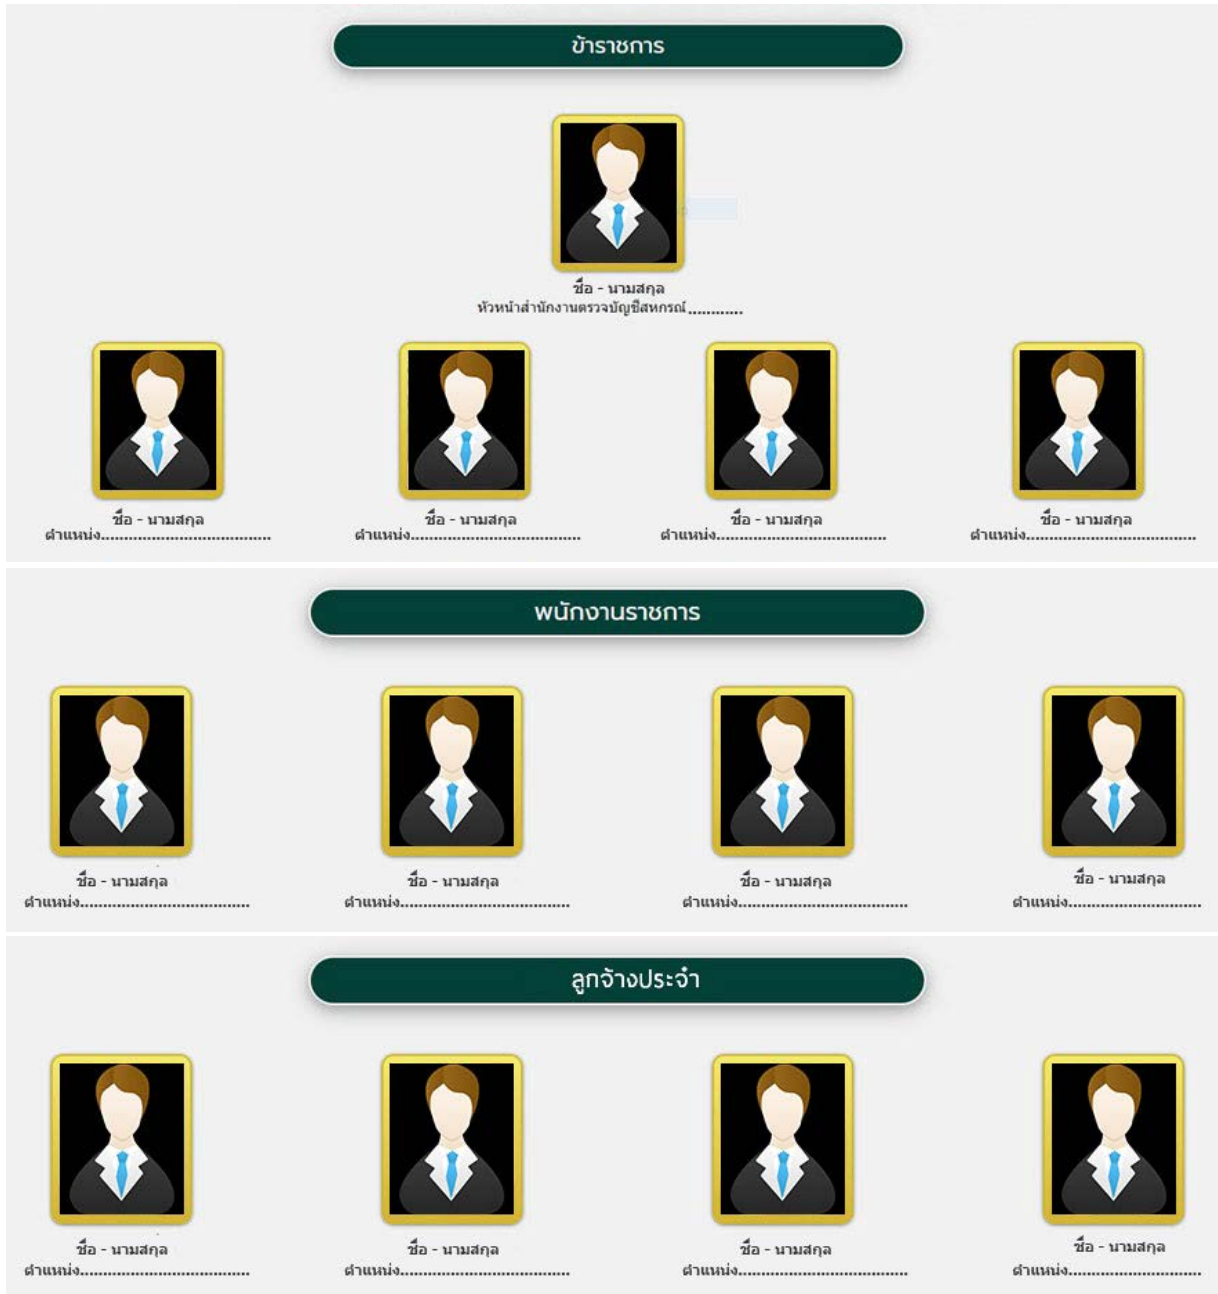 ข้าราชการ
ชื่อ - นามสกุล
หัวหน้าสำนักงานตรวจบัญชีสหกรณ์............
ชื่อ - นามสกุล ชื่อ - นามสกุล ชื่อ - นามสกุล ชื่อ - นามสกุล
ตำแหน่ง..................................... ตำแหน่ง..................................... ตำแหน่ง..................................... ตำแหน่ง.....................................
พนักงานราชการ
ชื่อ - นามสกุล ชื่อ - นามสกุล ชื่อ - นามสกุล ชื่อ - นามสกุล
ตำแหน่ง..................................... ตำแหน่ง..................................... ตำแหน่ง..................................... ตำแหน่ง.............................
ลูกจ้างประจำ
ชื่อ - นามสกุล ชื่อ - นามสกุล ชื่อ - นามสกุล ชื่อ - นามสกุล
ตำแหน่ง..................................... ตำแหน่ง..................................... ตำแหน่ง..................................... ตำแหน่ง.............................